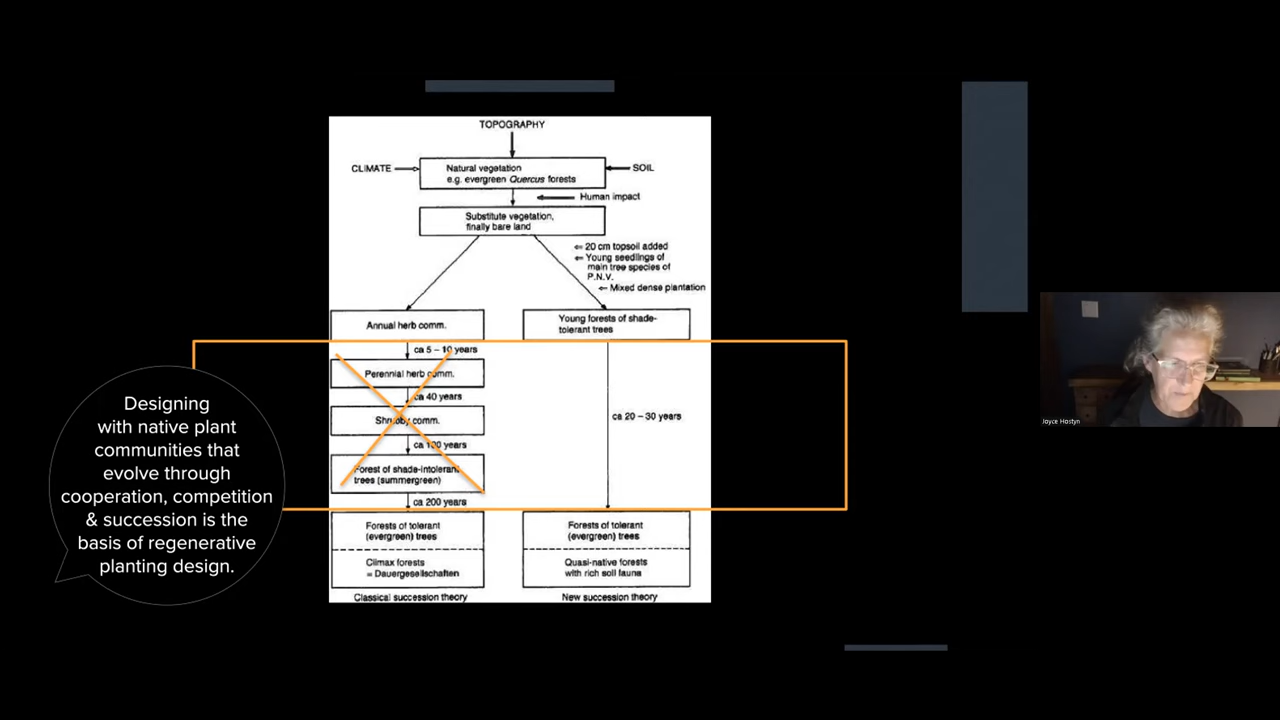 TOPOGRAPHY
CLIMATE
Natural vegetation
e.g. evergreen Quercus forests
SOIL
Human impact
Substitute vegetation,
finally bare land
20 cm topsoil added
Young seedlings of
main tree species of
P.N.V.
Mixed dense plantation
Annual herb comm.
Young forests of shade-
tolerant trees
ca 5 – 10 years
Perennial herb comm.
ca 40 years
Shrubby comm.
ca 100 years
Forest of shade-intolerant
trees (summergreen)
ca 200 years
ca 20 – 30 years
Forests of tolerant
(evergreen) trees
Climax forests
= Dauergesellschaften
Classical succession theory
Forests of tolerant
(evergreen) trees
Quasi-native forests
with rich soil fauna
New succession theory
Designing
with native plant
communities that
evolve through
cooperation, competition
& succession is the
basis of regenerative
planting design.
Joyce Hostyn